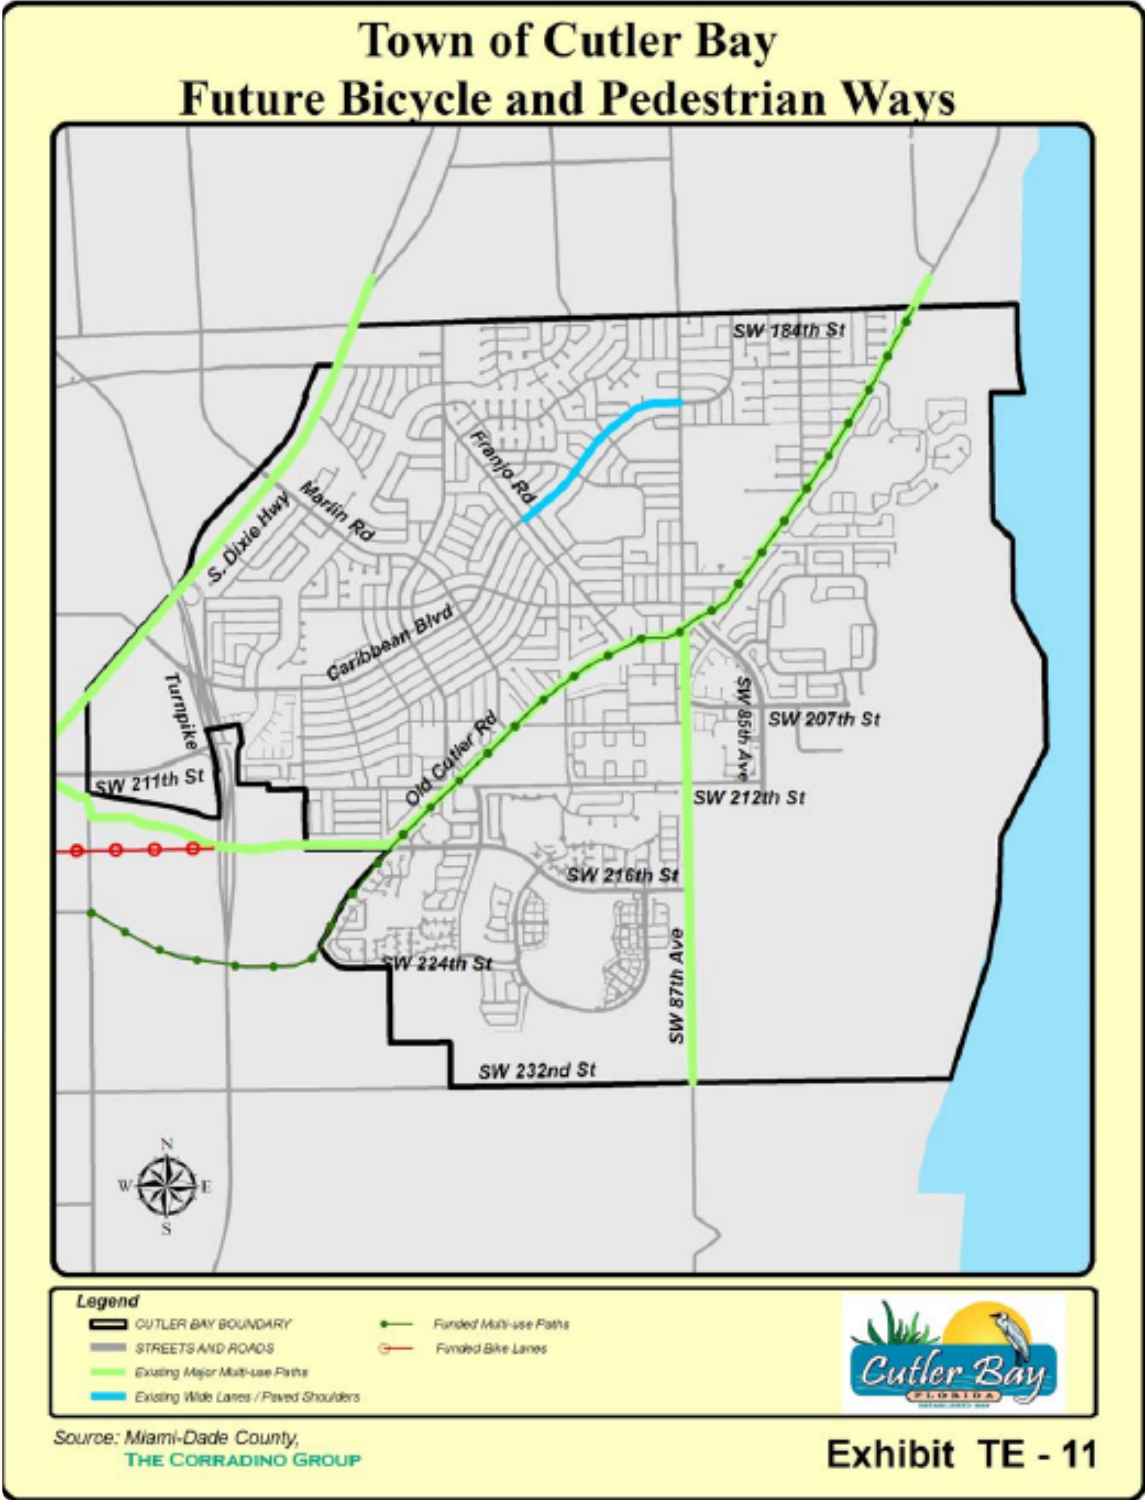 Town of Cutler Bay
Future Bicycle and Pedestrian Ways
SW 184th St
Franjo Rd
Marlin Rd
S. Dixie Hwy
Caribbean Blvd
Turnpike
SW 85th Ave
SW 207th St
Old Cutler Rd
SW 211th St
SW 212th St
SW 216th St
SW 87th Ave
SW 224th St
SW 232nd St
N
W E
S
Legend
CUTLER BAY BOUNDARY
STREETS AND ROADS
Existing Major Multi-use Paths
Existing Wide Lanes / Paved Shoulders
Funded Multi-use Paths
Funded Bike Lanes
Cutler Bay
FLORIDA
Source: Miami-Dade County,
THE CORRADINO GROUP
Exhibit TE - 11